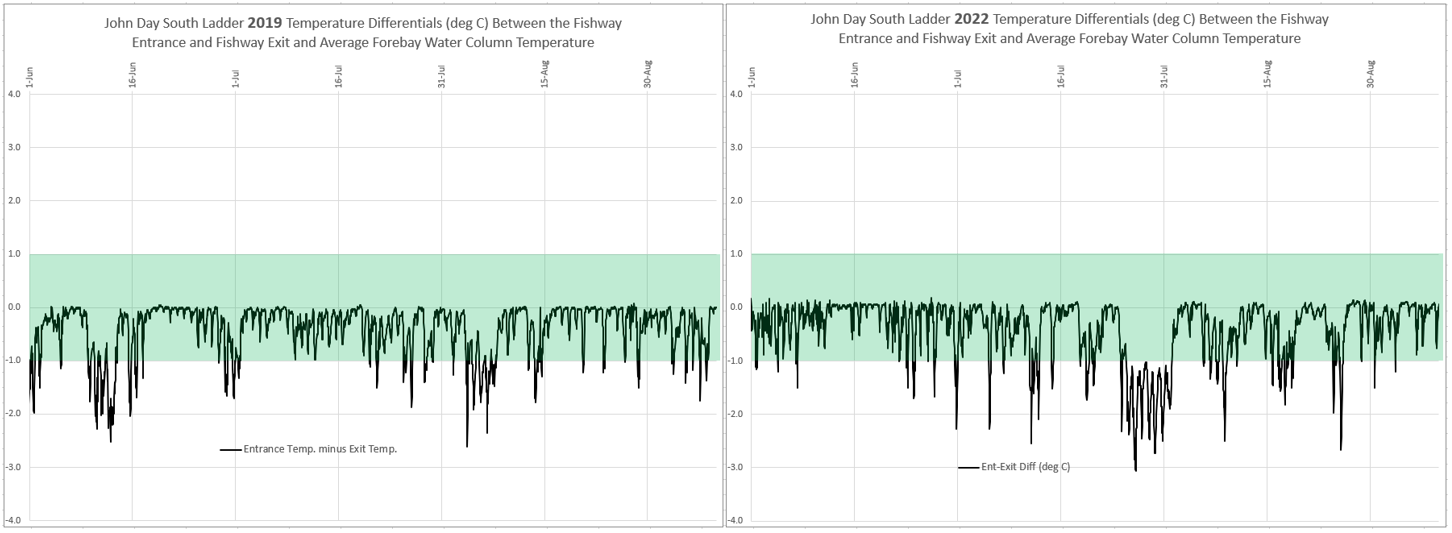 John Day South Ladder 2019 Temperature Differentials (deg C) Between the Fishway
Entrance and Fishway Exit and Average Forebay Water Column Temperature
1-Jun
16-Jun
1-Jul
16-Jul
31-Jul
15-Aug
30-Aug
4.0
3.0
2.0
1.0
0.0
-1.0
-2.0
-3.0
-4.0
Entrance Temp. minus Exit Temp.
John Day South Ladder 2022 Temperature Differentials (deg C) Between the Fishway
Entrance and Fishway Exit and Average Forebay Water Column Temperature
1-Jun
16-Jun
1-Jul
16-Jul
31-Jul
15-Aug
30-Aug
4.0
3.0
2.0
1.0
0.0
-1.0
-2.0
-3.0
-4.0
Ent-Exit Diff (deg C)